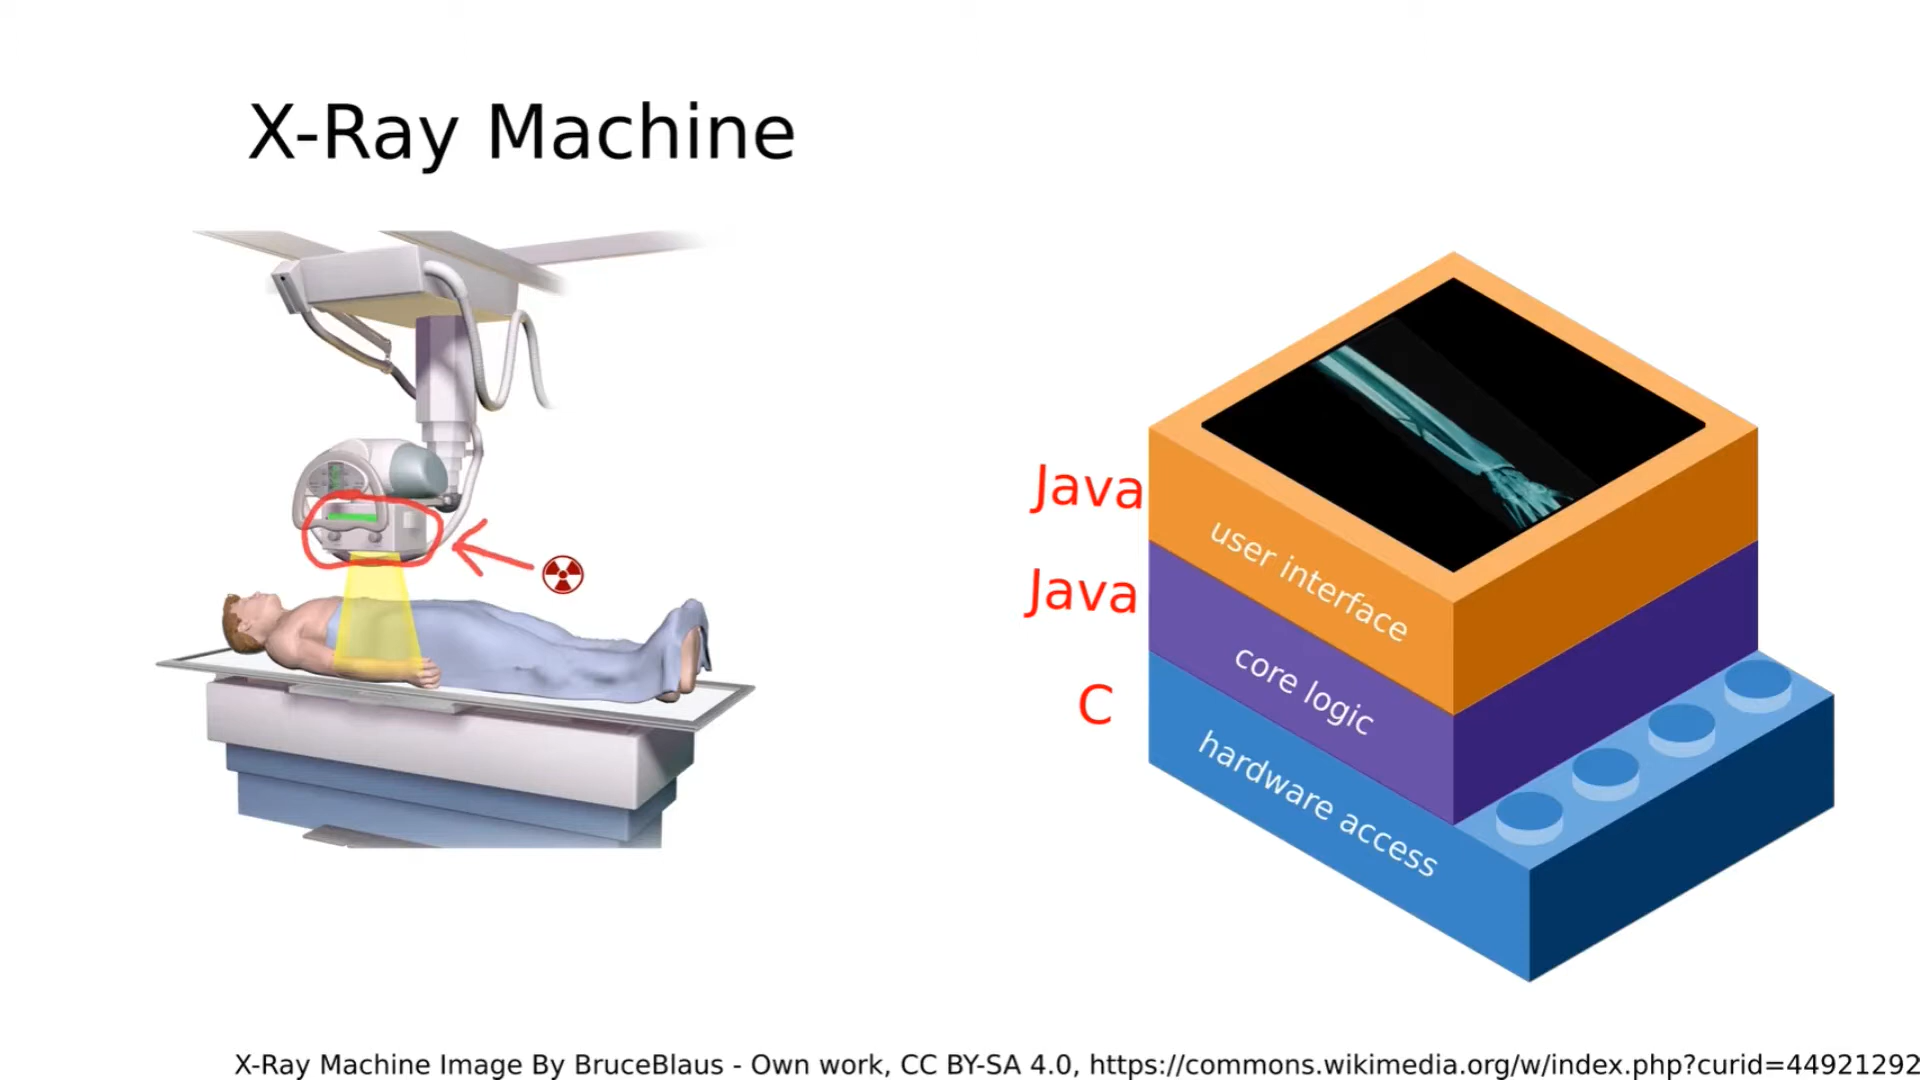 X-Ray Machine
Java
user interface
Java
core logic
C
hardware access
X-Ray Machine Image By BruceBlaus - Own work, CC BY-SA 4.0, https://commons.wikimedia.org/w/index.php?curid=44921292